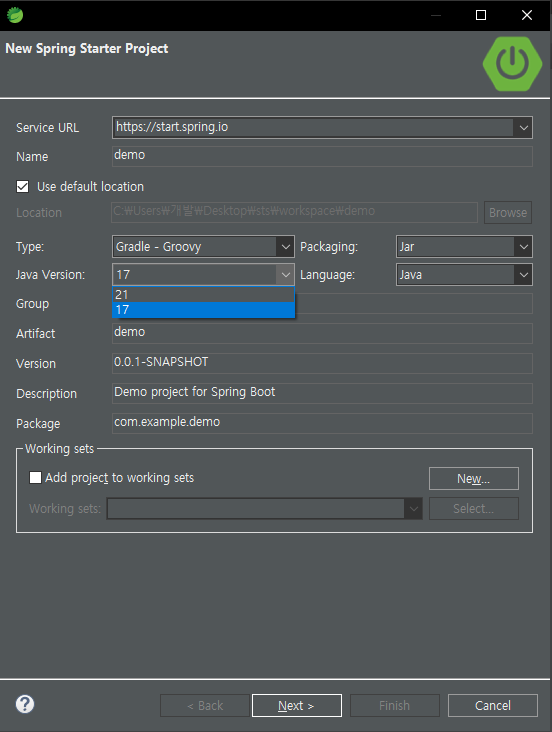 New Spring Starter Project
Service URL https://start.spring.io
Name demo
Use default location
Location C:₩Users₩개발₩Desktop₩sts₩workspace₩demo Browse
Type: Gradle - Groovy Packaging: Jar
Java Version: 17 Language: Java
21
17
Group
Artifact demo
Version 0.0.1-SNAPSHOT
Description Demo project for Spring Boot
Package com.example.demo
Working sets
Add project to working sets New...
Working sets: Select...
? < Back Next > Finish Cancel